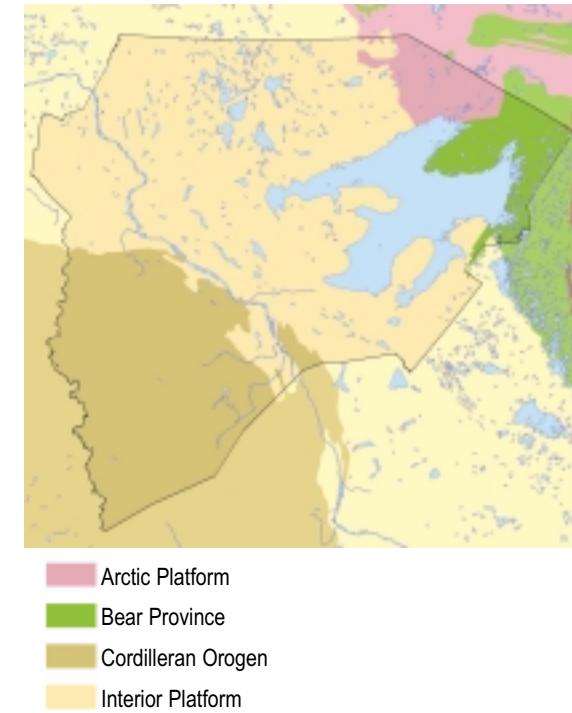 Arctic Platform
Bear Province
Cordilleran Orogen
Interior Platform